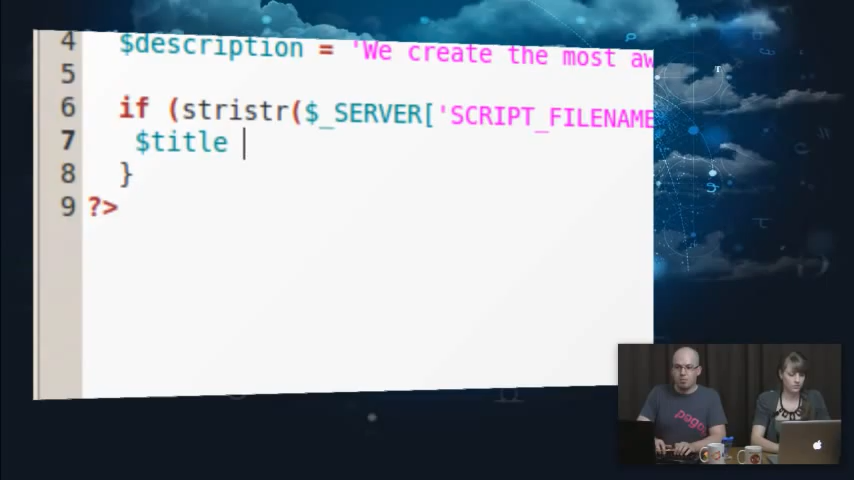 4 $description = 'We create the most aw
5
6 if (stristr($_SERVER['SCRIPT_FILENAME
7 $title
8 }
9 ?>